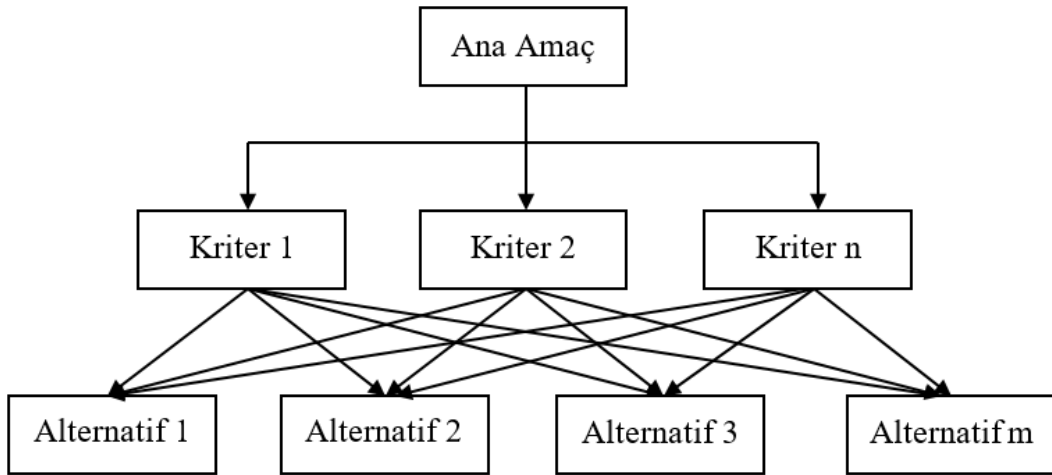 Ana Amaç
Kriter 1
Kriter 2
Kriter n
Alternatif 1
Alternatif 2
Alternatif 3
Alternatif m